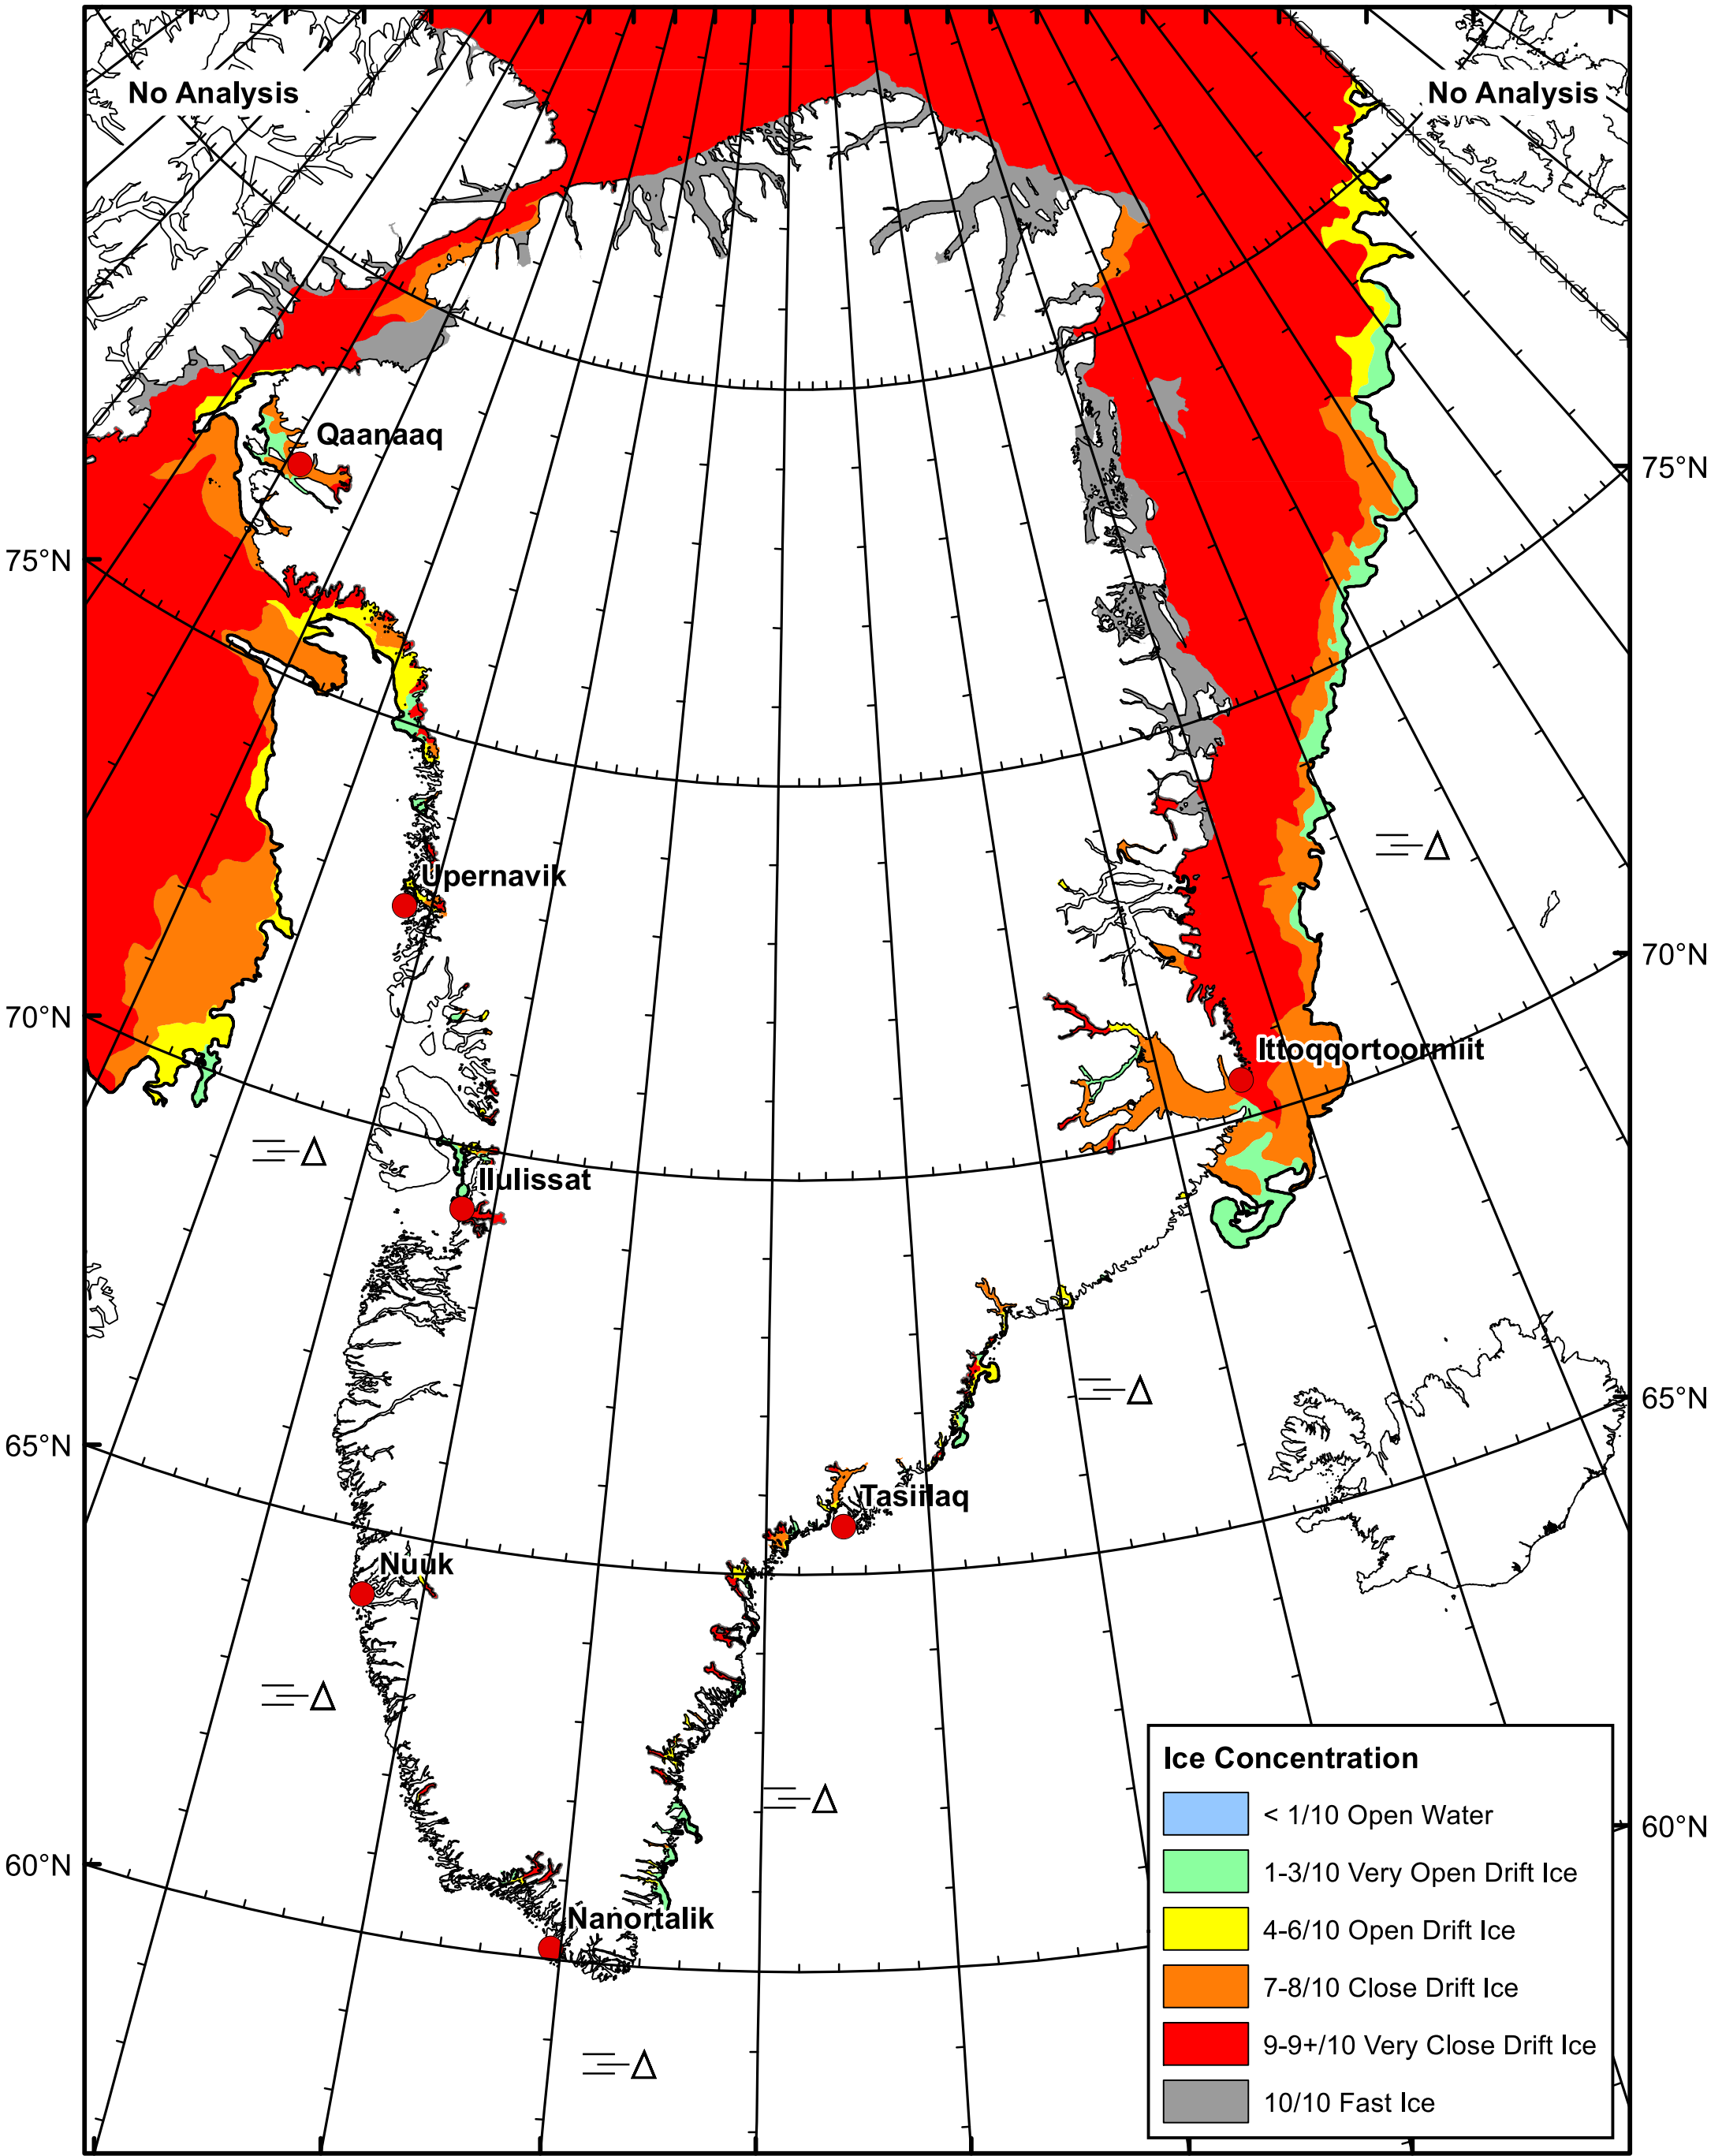 No Analysis
No Analysis
Qaanaaq
75°N
75°N
Upernavik
70°N
70°N
Ittoqqortoormiit
Ilulissat
65°N
65°N
Tasiilaq
Nuuk
60°N
60°N
Nanortalik
Ice Concentration
< 1/10 Open Water
1-3/10 Very Open Drift Ice
4-6/10 Open Drift Ice
7-8/10 Close Drift Ice
9-9+/10 Very Close Drift Ice
10/10 Fast Ice